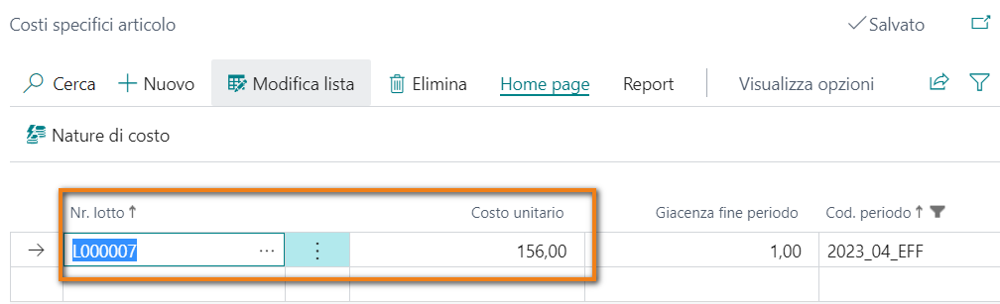 Costi specifici articolo Salvato
Cerca Nuovo Modifica lista Elimina Home page Report Visualizza opzioni
Nature di costo
Nr. lotto ↑ Costo unitario Giacenza fine periodo Cod. periodo ↑
→ L000007 ... 156,00 1,00 2023_04_EFF